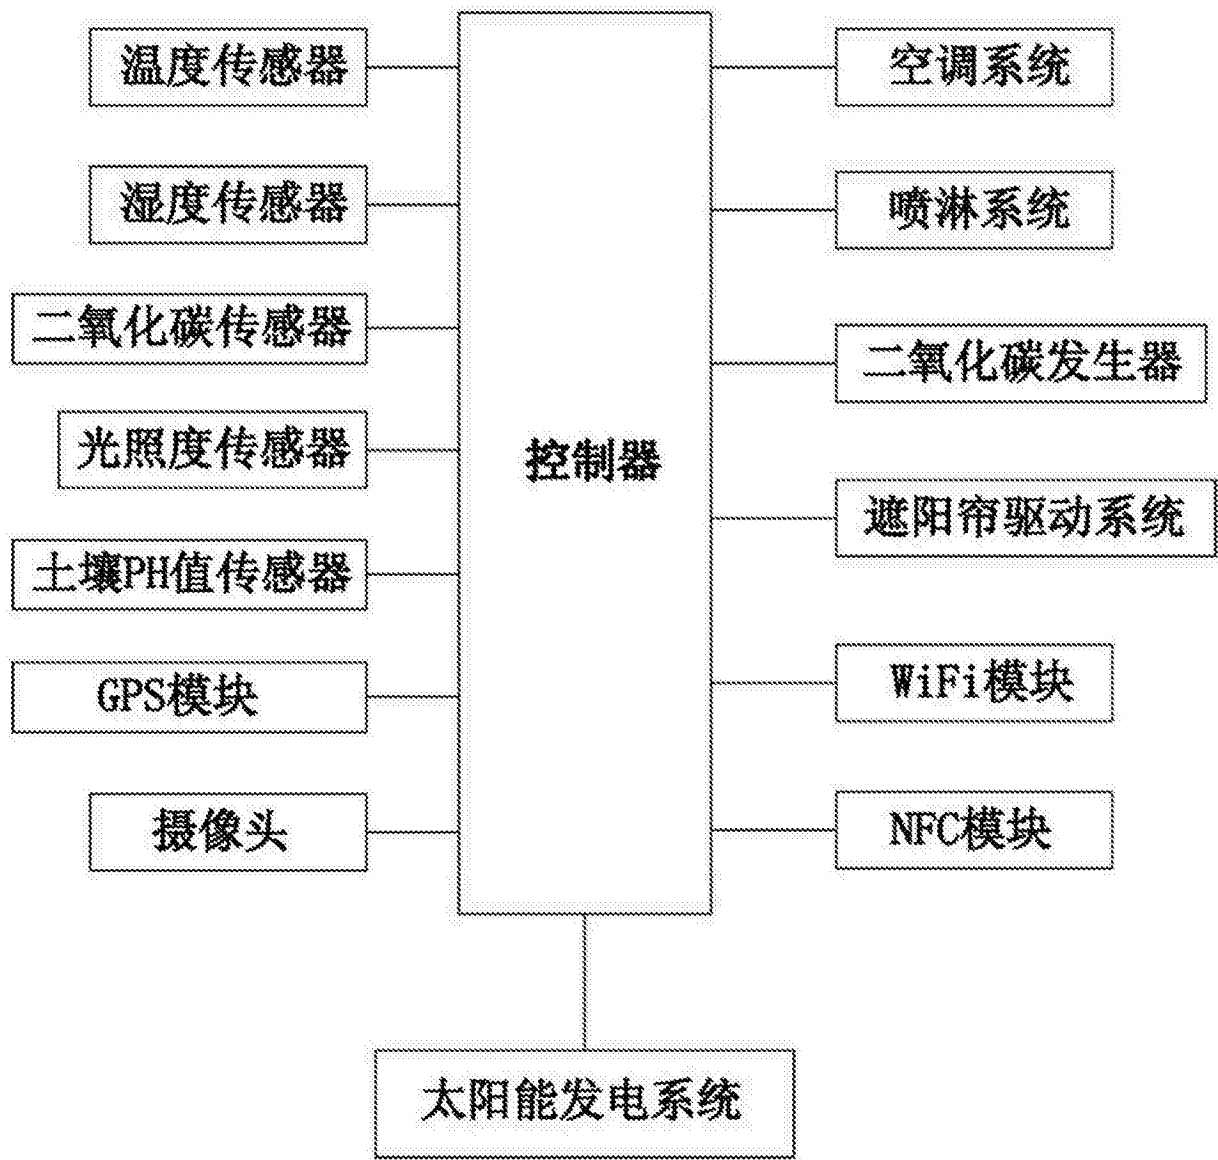 温度传感器
湿度传感器
二氧化碳传感器
光照度传感器
土壤PH值传感器
GPS模块
摄像头
控制器
空调系统
喷淋系统
二氧化碳发生器
遮阳帘驱动系统
WiFi模块
NFC模块
太阳能发电系统